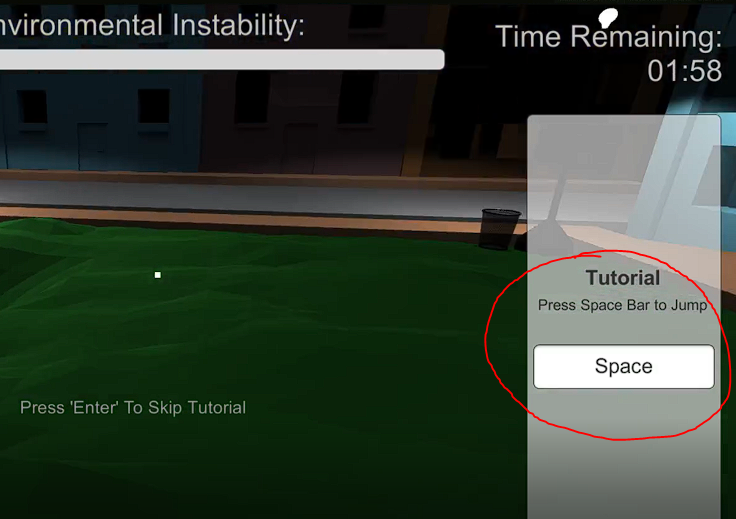 nvironmental Instability:
Time Remaining:
01:58
Tutorial
Press Space Bar to Jump
Space
Press 'Enter' To Skip Tutorial